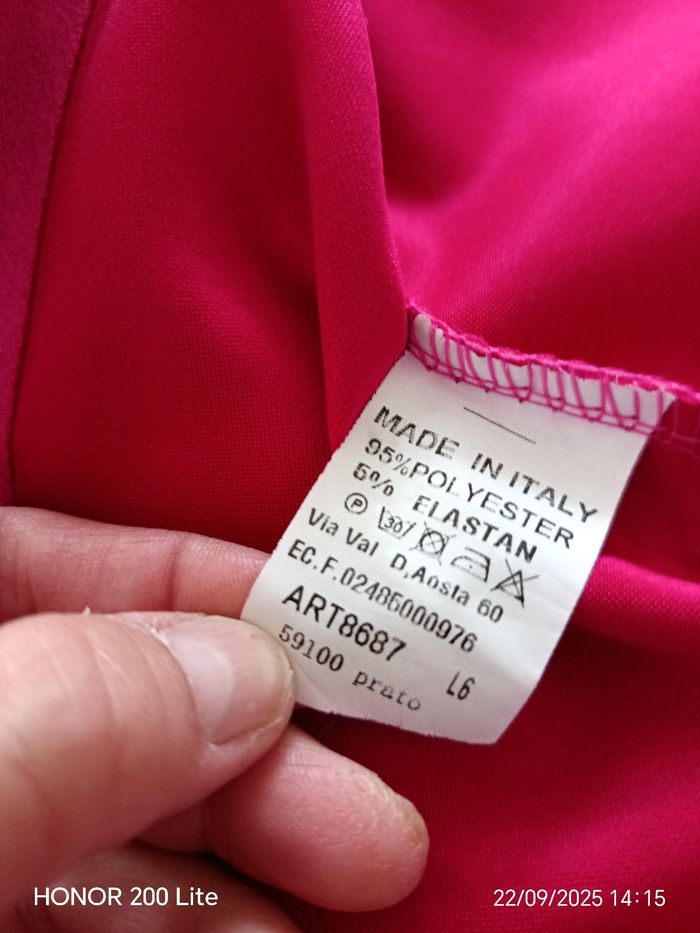 MADE IN ITALY
95%POLYESTER
5% ELASTAN
P 30
Via Val D,Aosta 60
EC.F.02485000976
ART8687
L6
59100 prato
HONOR 200 Lite
22/09/2025 14:15